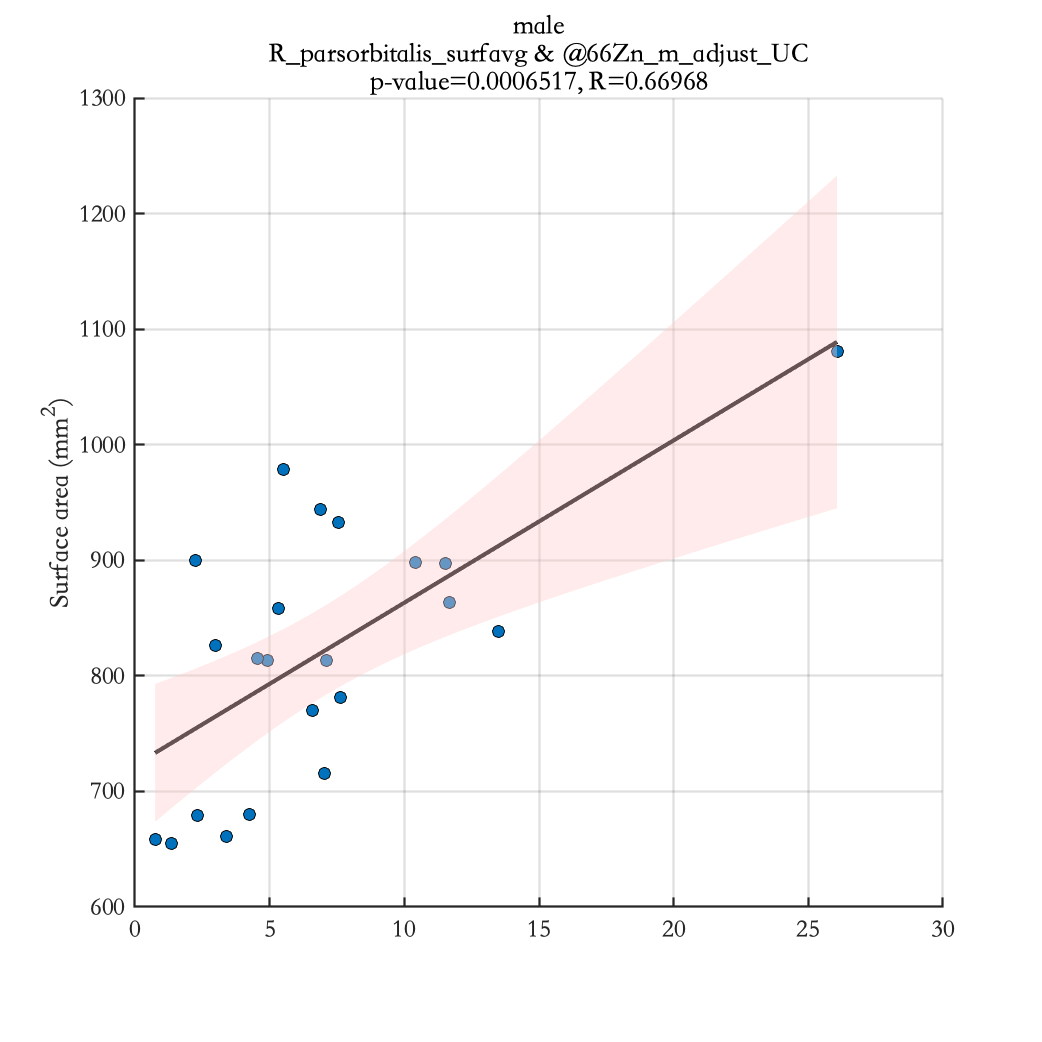 male
R_parsorbitalis_surfavg & @66Zn_m_adjust_UC
p-value=0.0006517, R=0.66968
1300
1200
1100
1000
900
800
700
600
Surface area (mm²)
0 5 10 15 20 25 30